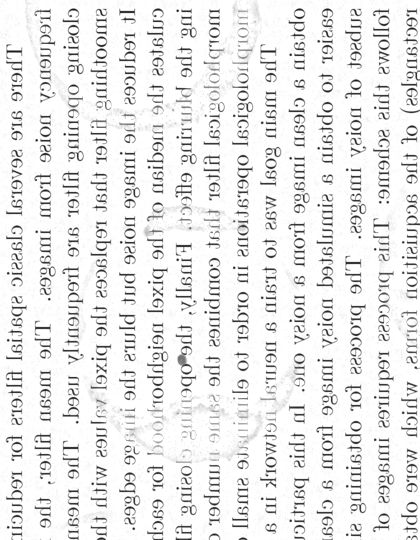 There are several classic spatial filters for reducin
frequency noise from images. The mean filter, the
closing opening filter are frequently used. The mean
smoothing filter that replaces the pixel values with th
It reduces the image noise but blurs the image edges.
calculates the median of the pixel neighborhood for eac
ing the blurring effect. Finally, the opening closing fi
morphological filter that combines the same number o
morphological operations in order to eliminate small o
The main goal was to train a neural network in a
obtain a clean image from a noisy one. In this particul
easier to obtain a simulated noisy image from a clea
subset of noisy images. The process for obtaining si
follows this scheme. This process requires images of
rectangles) of the acquisition forms, which were obta